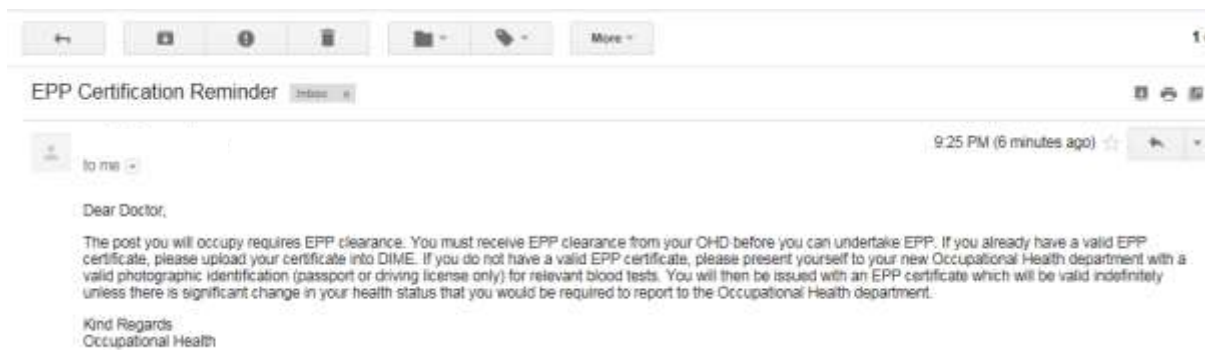 More
1
EPP Certification Reminder Inbox x
9:25 PM (6 minutes ago)
to me
Dear Doctor,
The post you will occupy requires EPP clearance. You must receive EPP clearance from your OHD before you can undertake EPP. If you already have a valid EPP
certificate, please upload your certificate into DIME. If you do not have a valid EPP certificate, please present yourself to your new Occupational Health department with a
valid photographic identification (passport or driving license only) for relevant blood tests. You will then be issued with an EPP certificate which will be valid indefinitely
unless there is significant change in your health status that you would be required to report to the Occupational Health department.
Kind Regards
Occupational Health